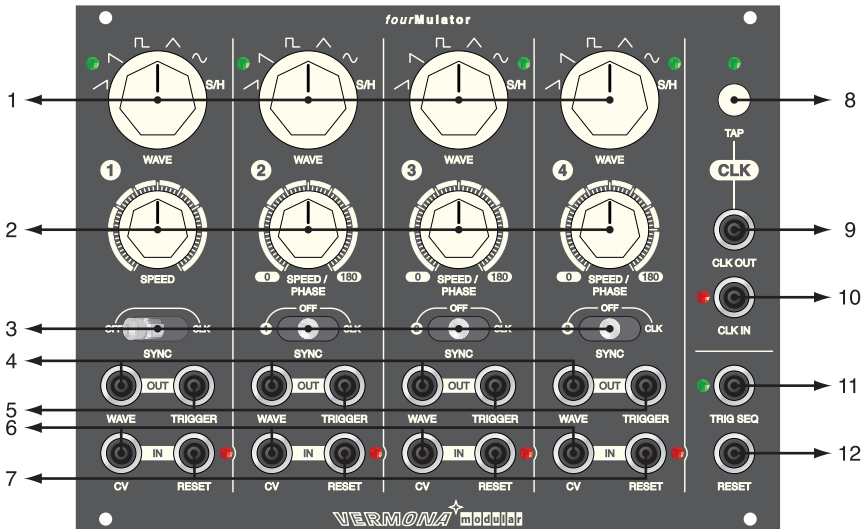 fourMulator
S/H S/H S/H S/H
1 8
WAVE WAVE WAVE WAVE
TAP
1 2 3 4
CLK
2 9
SPEED
0 SPEED / PHASE 180
0 SPEED / PHASE 180
0 SPEED / PHASE 180
CLK OUT
10
OFF OFF OFF
3 OFF CLK CLK CLK CLK
CLK IN
SYNC SYNC SYNC SYNC
4
OUT OUT OUT OUT
11
5
WAVE TRIGGER WAVE TRIGGER WAVE TRIGGER WAVE TRIGGER
TRIG SEQ
6
IN IN IN IN
12
7
CV RESET CV RESET CV RESET CV RESET
RESET
VERMONA modular